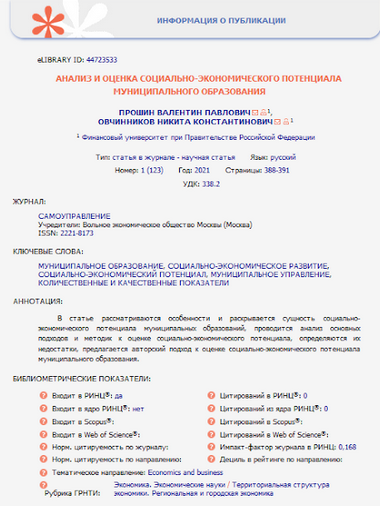 ИНФОРМАЦИЯ О ПУБЛИКАЦИИ
eLIBRARY ID: 44723533
АНАЛИЗ И ОЦЕНКА СОЦИАЛЬНО-ЭКОНОМИЧЕСКОГО ПОТЕНЦИАЛА
МУНИЦИПАЛЬНОГО ОБРАЗОВАНИЯ
ПРОШИН ВАЛЕНТИН ПАВЛОВИЧ 1,
ОВЧИННИКОВ НИКИТА КОНСТАНТИНОВИЧ 1
1 Финансовый университет при Правительстве Российской Федерации
Тип: статья в журнале - научная статья Язык: русский
Номер: 1 (123) Год: 2021 Страницы: 388-391
УДК: 338.2
ЖУРНАЛ:
САМОУПРАВЛЕНИЕ
Учредители: Вольное экономическое общество Москвы (Москва)
ISSN: 2221-8173
КЛЮЧЕВЫЕ СЛОВА:
МУНИЦИПАЛЬНОЕ ОБРАЗОВАНИЕ, СОЦИАЛЬНО-ЭКОНОМИЧЕСКОЕ РАЗВИТИЕ,
СОЦИАЛЬНО-ЭКОНОМИЧЕСКИЙ ПОТЕНЦИАЛ, МУНИЦИПАЛЬНОЕ УПРАВЛЕНИЕ,
КОЛИЧЕСТВЕННЫЕ И КАЧЕСТВЕННЫЕ ПОКАЗАТЕЛИ
АННОТАЦИЯ:
В статье рассматриваются особенности и раскрывается сущность социально-
экономического потенциала муниципальных образований, проводится анализ основных
подходов и методик к оценке социально-экономического потенциала, определяются их
недостатки, предлагается авторский подход к оценке социально-экономического потенциала
муниципального образования.
БИБЛИОМЕТРИЧЕСКИЕ ПОКАЗАТЕЛИ:
Входит в РИНЦ®: да Цитирований в РИНЦ®: 0
Входит в ядро РИНЦ®: нет Цитирований из ядра РИНЦ®: 0
Входит в Scopus®: Цитирований в Scopus®:
Входит в Web of Science®: Цитирований в Web of Science®:
Норм. цитируемость по журналу: Импакт-фактор журнала в РИНЦ: 0,168
Норм. цитируемость по направлению: Дециль в рейтинге по направлению:
Тематическое направление: Economics and business
Рубрика ГРНТИ: Экономика. Экономические науки / Территориальная структура
экономики. Региональная и городская экономика